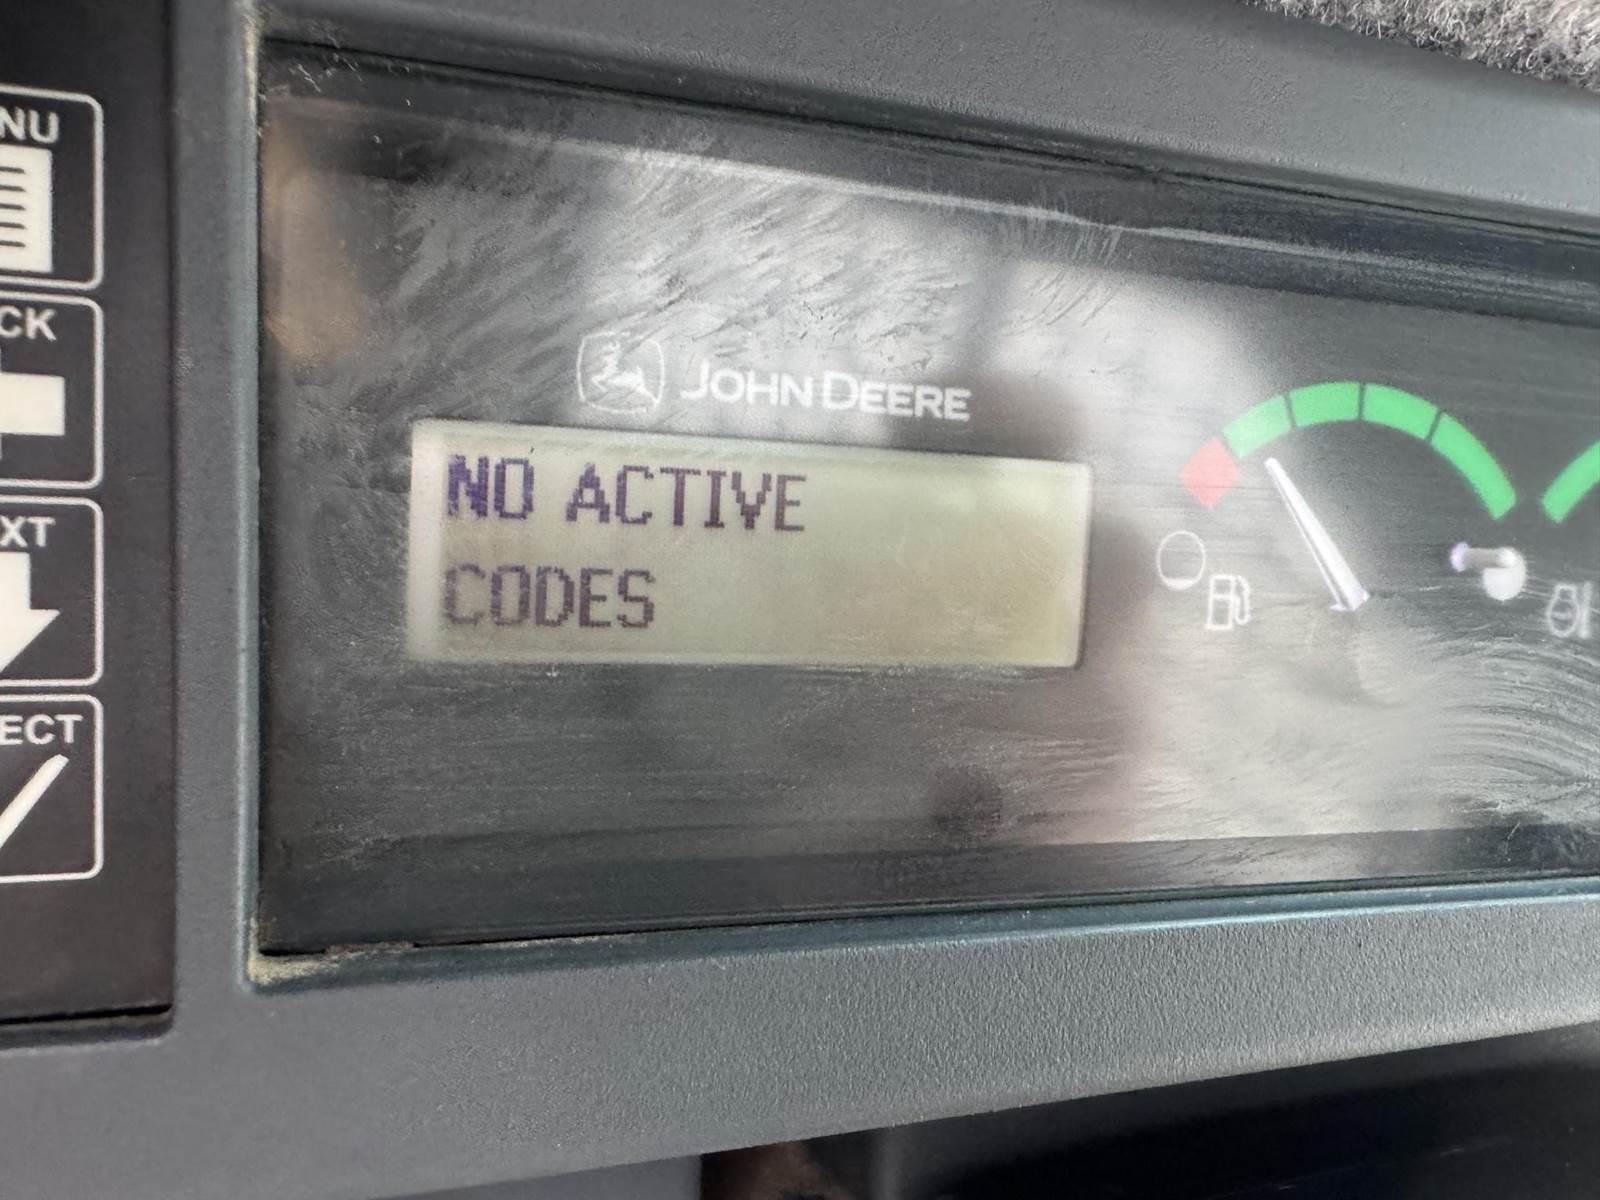 NU
CK
XT
ECT
JOHN DEERE
NO ACTIVE
CODES